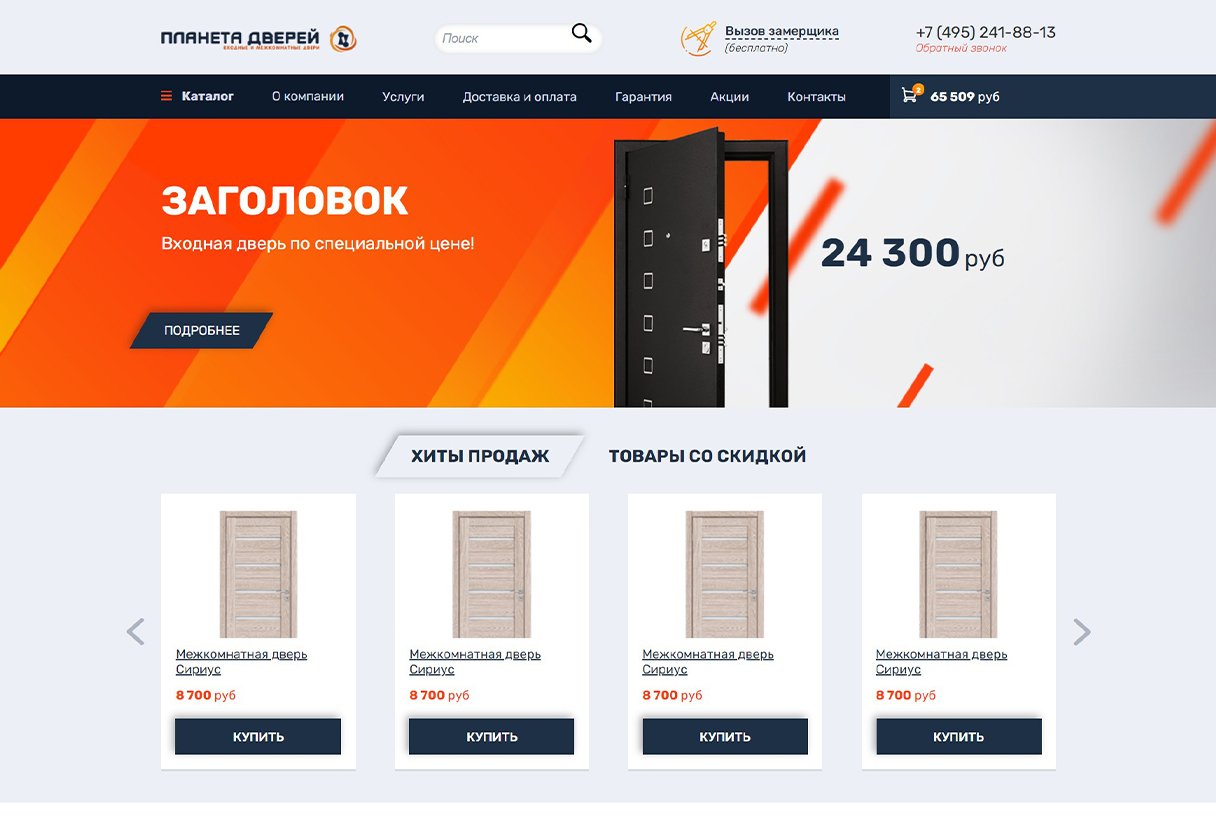 ПЛАНЕТА ДВЕРЕЙ
ВХОДНЫЕ И МЕЖКОМНАТНЫЕ ДВЕРИ
Поиск
Вызов замерщика
(бесплатно)
+7 (495) 241-88-13
Обратный звонок
Каталог
О компании
Услуги
Доставка и оплата
Гарантия
Акции
Контакты
2
65 509 руб
ЗАГОЛОВОК
Входная дверь по специальной цене!
24 300 руб
ПОДРОБНЕЕ
ХИТЫ ПРОДАЖ
ТОВАРЫ СО СКИДКОЙ
Межкомнатная дверь
Сириус
8 700 руб
КУПИТЬ
Межкомнатная дверь
Сириус
8 700 руб
КУПИТЬ
Межкомнатная дверь
Сириус
8 700 руб
КУПИТЬ
Межкомнатная дверь
Сириус
8 700 руб
КУПИТЬ